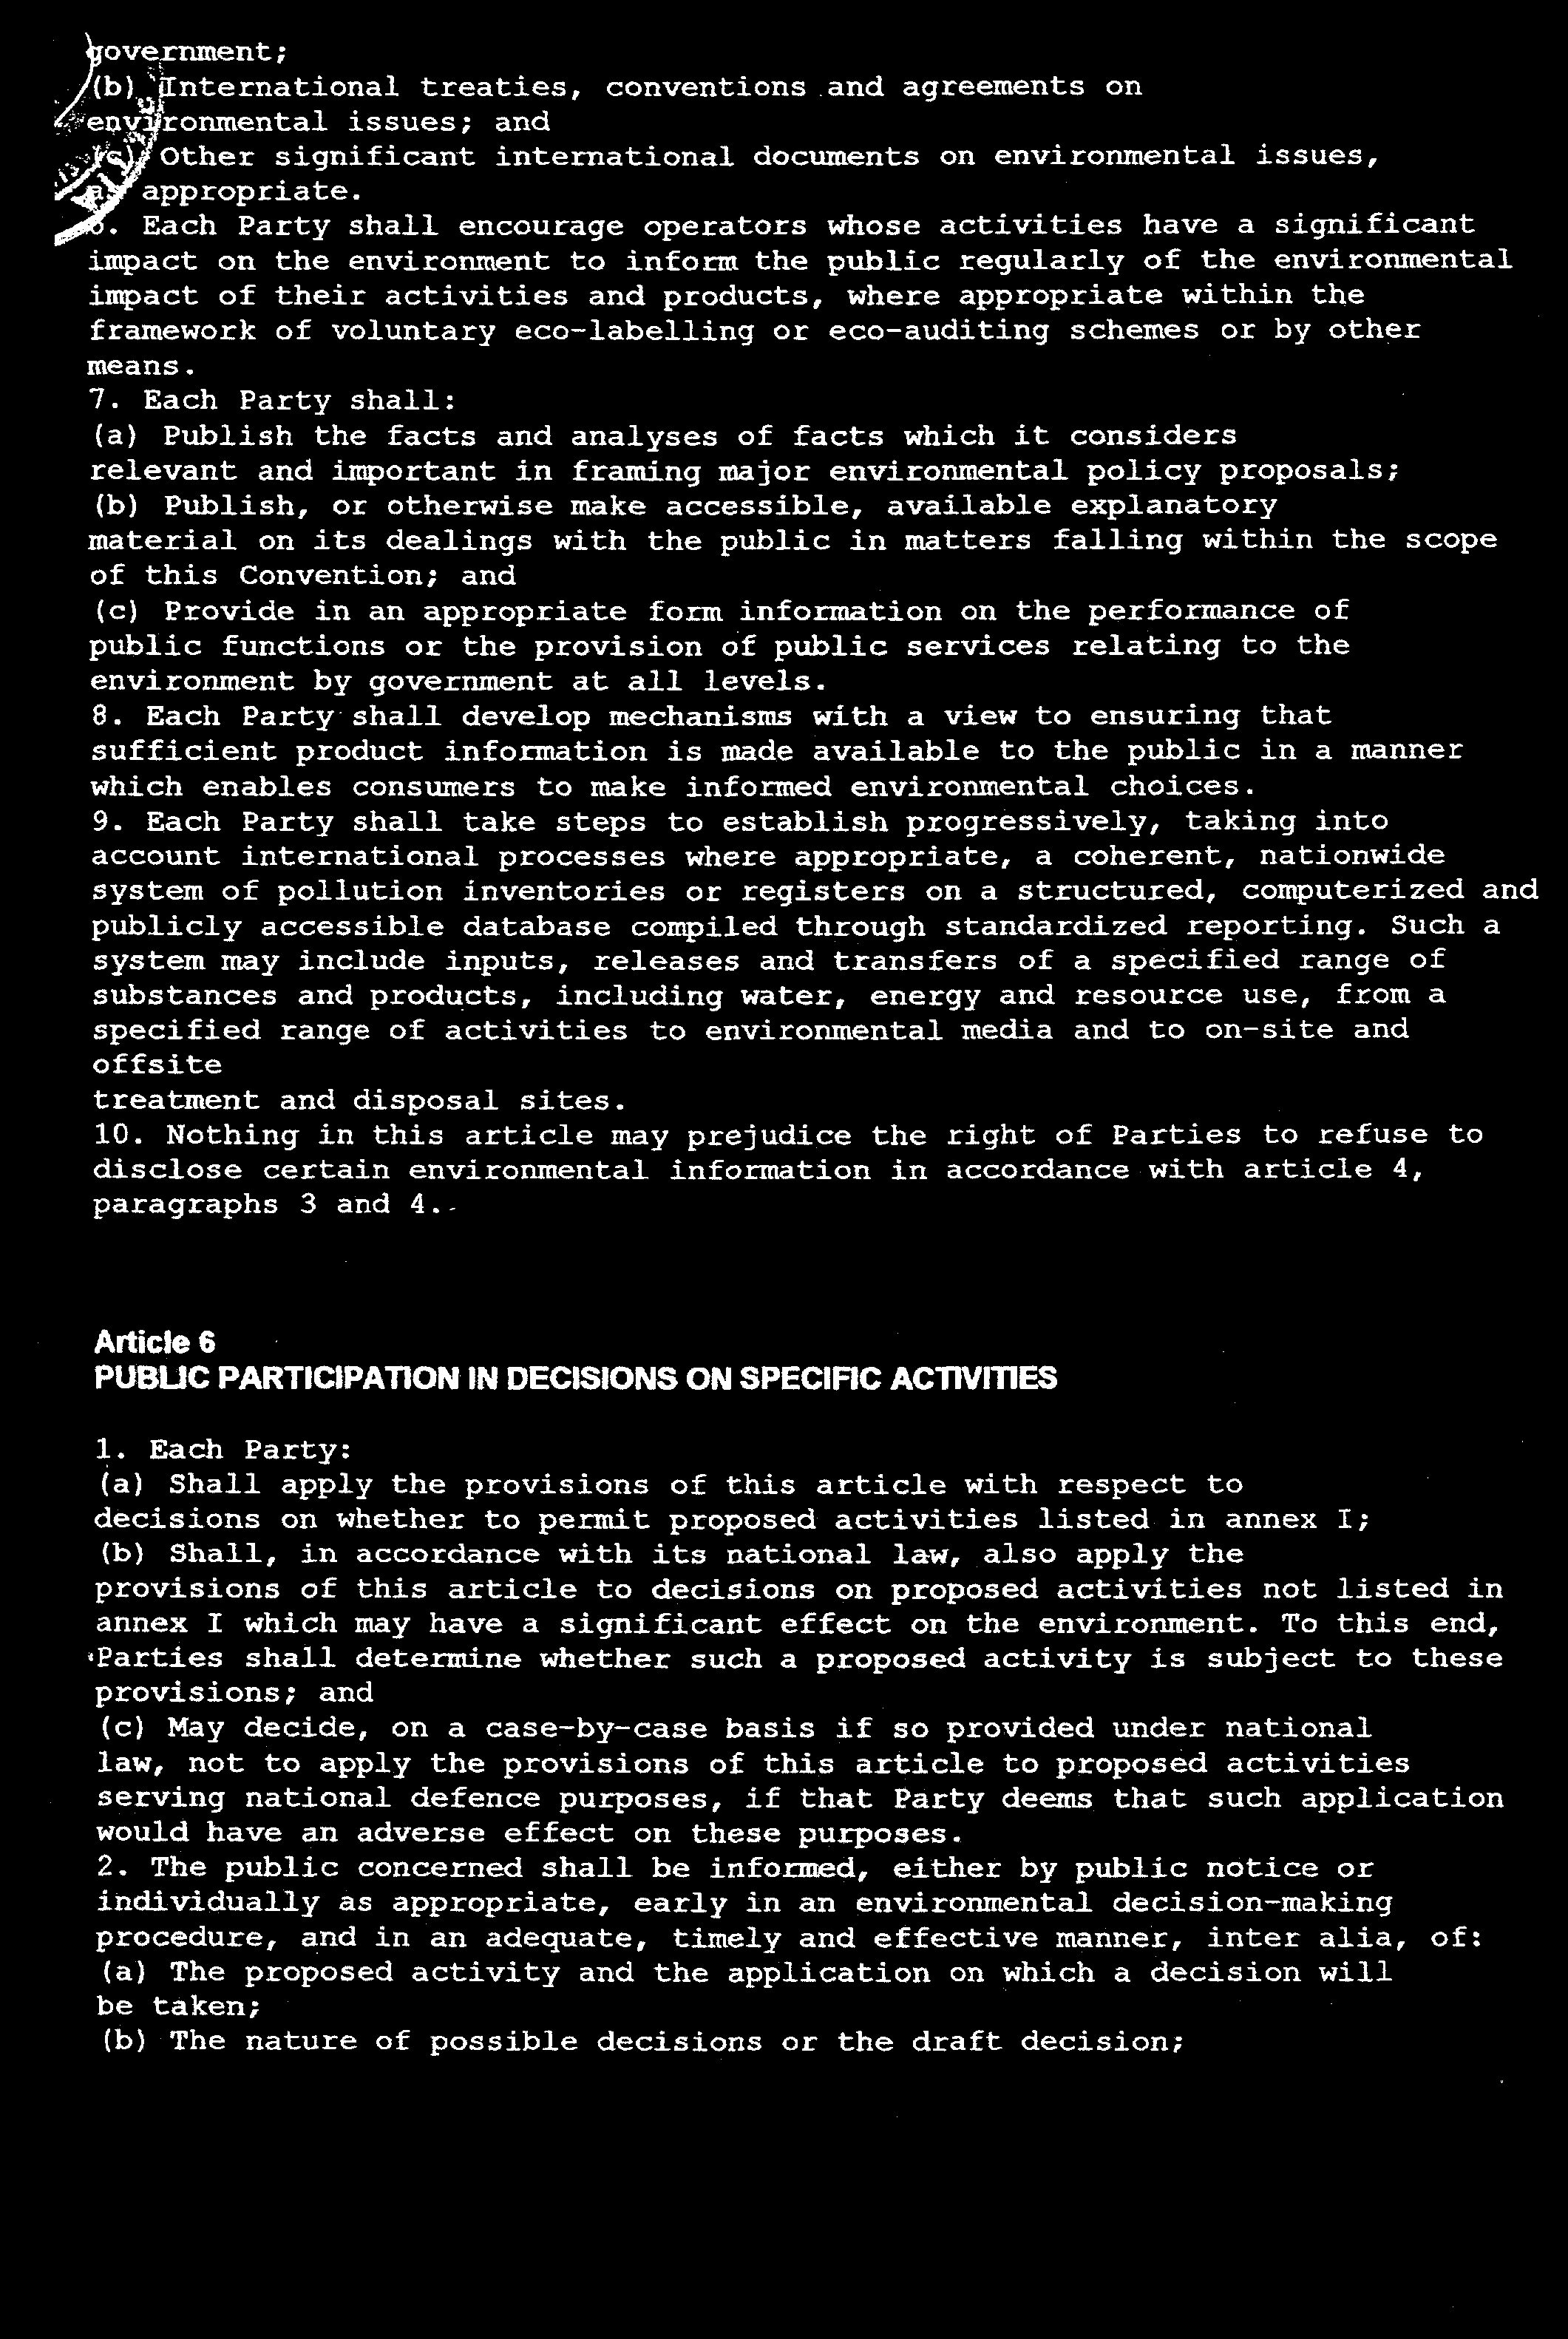 government;
(b) International treaties, conventions and agreements on
environmental issues; and
(c) Other significant international documents on environmental issues,
as appropriate.
6. Each Party shall encourage operators whose activities have a significant
impact on the environment to inform the public regularly of the environmental
impact of their activities and products, where appropriate within the
framework of voluntary eco-labelling or eco-auditing schemes or by other
means.
7. Each Party shall:
(a) Publish the facts and analyses of facts which it considers
relevant and important in framing major environmental policy proposals;
(b) Publish, or otherwise make accessible, available explanatory
material on its dealings with the public in matters falling within the scope
of this Convention; and
(c) Provide in an appropriate form information on the performance of
public functions or the provision of public services relating to the
environment by government at all levels.
8. Each Party shall develop mechanisms with a view to ensuring that
sufficient product information is made available to the public in a manner
which enables consumers to make informed environmental choices.
9. Each Party shall take steps to establish progressively, taking into
account international processes where appropriate, a coherent, nationwide
system of pollution inventories or registers on a structured, computerized and
publicly accessible database compiled through standardized reporting. Such a
system may include inputs, releases and transfers of a specified range of
substances and products, including water, energy and resource use, from a
specified range of activities to environmental media and to on-site and
offsite
treatment and disposal sites.
10. Nothing in this article may prejudice the right of Parties to refuse to
disclose certain environmental information in accordance with article 4,
paragraphs 3 and 4.
Article 6
PUBLIC PARTICIPATION IN DECISIONS ON SPECIFIC ACTIVITIES
1. Each Party:
(a) Shall apply the provisions of this article with respect to
decisions on whether to permit proposed activities listed in annex I;
(b) Shall, in accordance with its national law, also apply the
provisions of this article to decisions on proposed activities not listed in
annex I which may have a significant effect on the environment. To this end,
Parties shall determine whether such a proposed activity is subject to these
provisions; and
(c) May decide, on a case-by-case basis if so provided under national
law, not to apply the provisions of this article to proposed activities
serving national defence purposes, if that Party deems that such application
would have an adverse effect on these purposes.
2. The public concerned shall be informed, either by public notice or
individually as appropriate, early in an environmental decision-making
procedure, and in an adequate, timely and effective manner, inter alia, of:
(a) The proposed activity and the application on which a decision will
be taken;
(b) The nature of possible decisions or the draft decision;